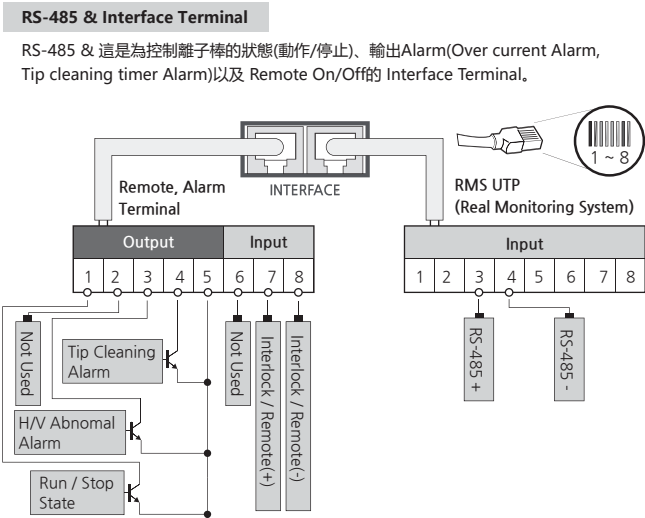 RS-485 & Interface Terminal
RS-485 & 這是為控制離子棒的狀態(動作/停止)、輸出Alarm(Over current Alarm,
Tip cleaning timer Alarm)以及 Remote On/Off的 Interface Terminal。
1 ~ 8
INTERFACE
Remote, Alarm
Terminal
RMS UTP
(Real Monitoring System)
Output
Input
1 2 3 4 5 6 7 8
Input
1 2 3 4 5 6 7 8
Not Used
Tip Cleaning
Alarm
H/V Abnomal
Alarm
Run / Stop
State
Not Used
Interlock / Remote(+)
Interlock / Remote(-)
RS-485 +
RS-485 -